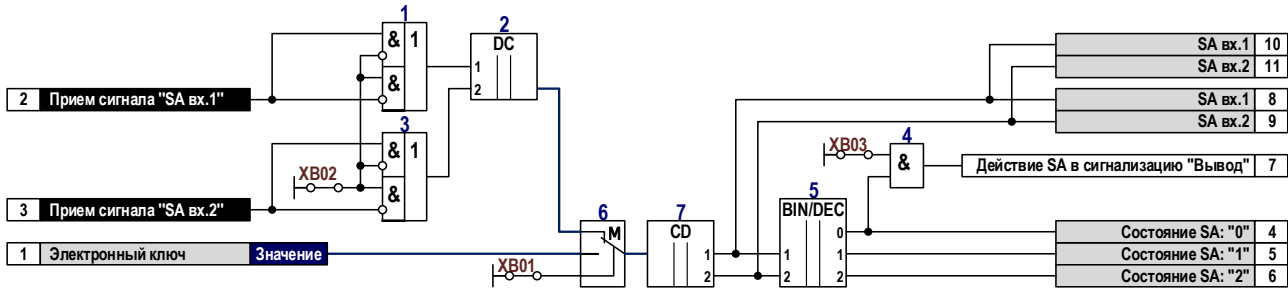 1
& 1
&
2
DC
1
2
SA вх.1 10
SA вх.2 11
2 Прием сигнала "SA вх.1"
SA вх.1 8
SA вх.2 9
3
& 1
&
XB02
XB03
4
&
Действие SA в сигнализацию "Вывод" 7
3 Прием сигнала "SA вх.2"
5
BIN/DEC
0
1 1
2 2
6
M
7
CD
1
2
Состояние SA: "0" 4
1 Электронный ключ Значение
Состояние SA: "1" 5
XB01
Состояние SA: "2" 6